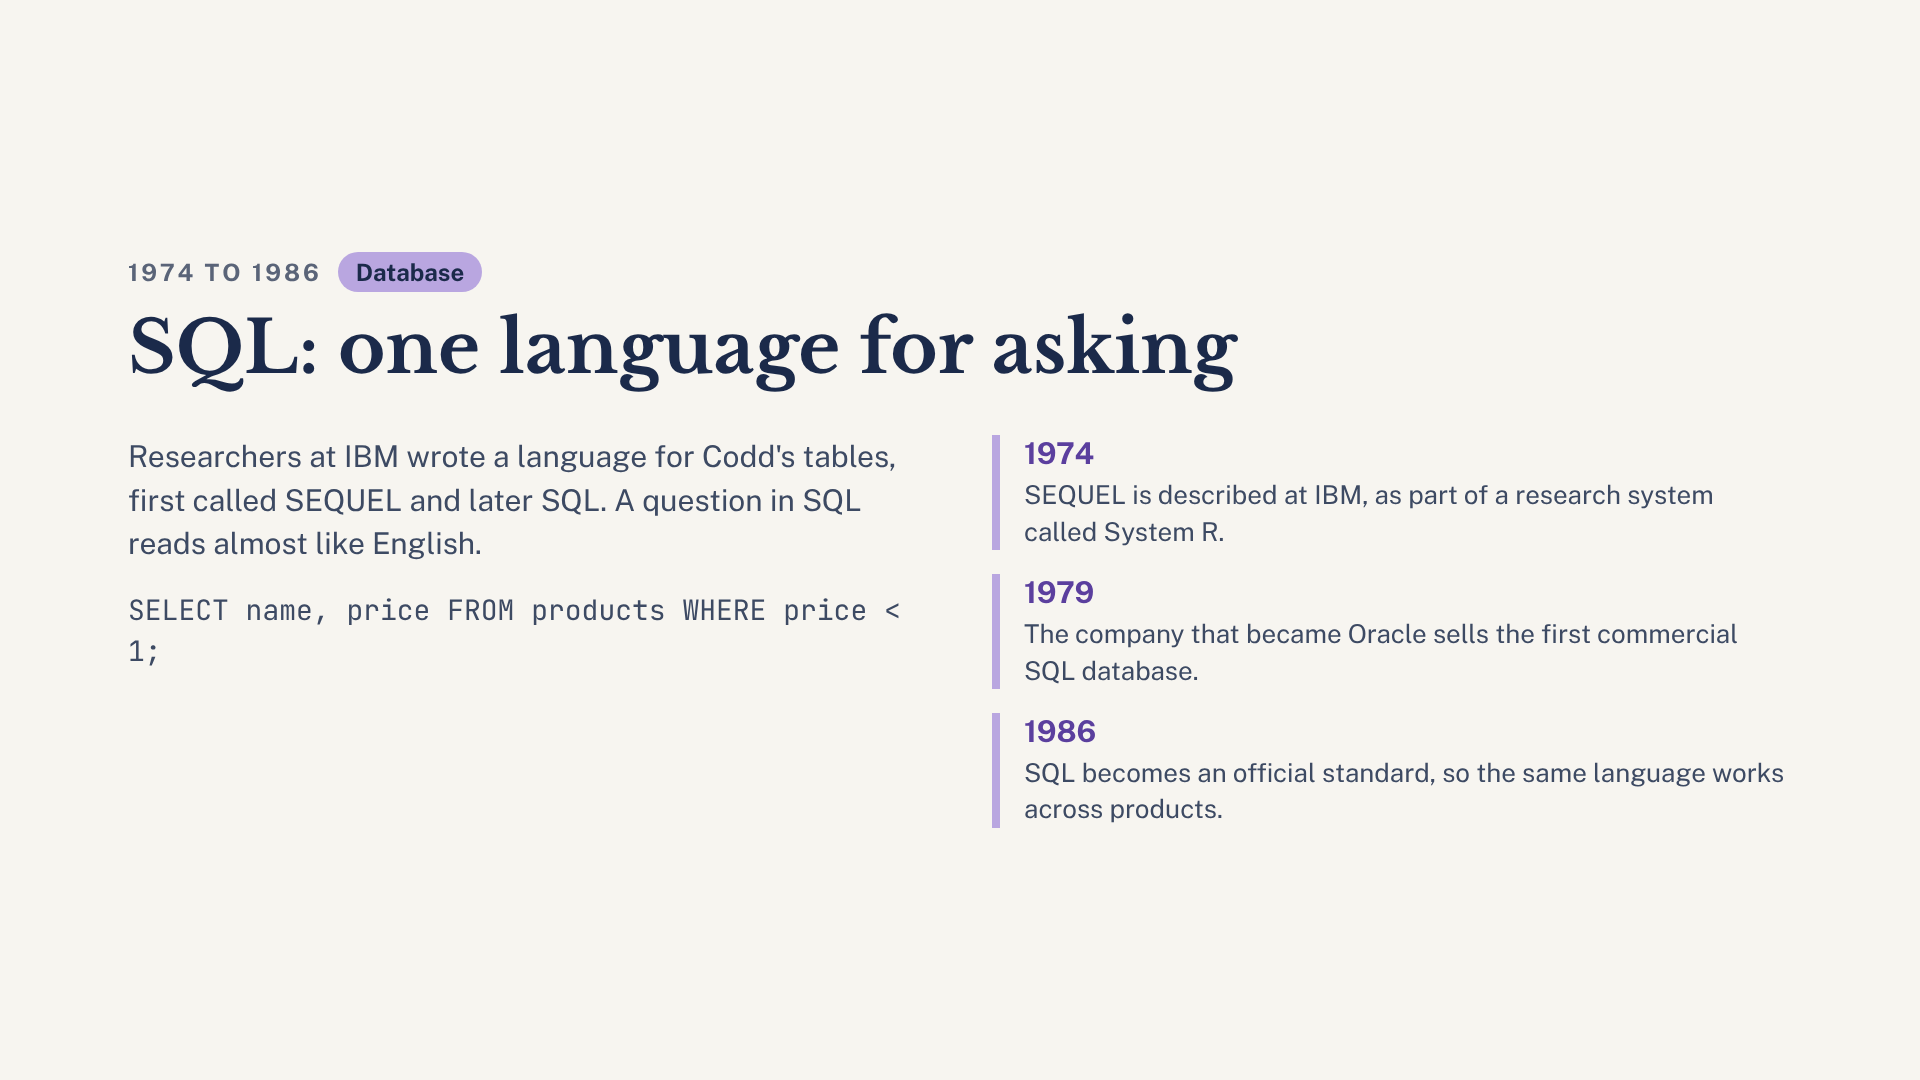 1974 TO 1986 Database
SQL: one language for asking
Researchers at IBM wrote a language for Codd's tables,
first called SEQUEL and later SQL. A question in SQL
reads almost like English.
SELECT name, price FROM products WHERE price <
1;
1974
SEQUEL is described at IBM, as part of a research system
called System R.
1979
The company that became Oracle sells the first commercial
SQL database.
1986
SQL becomes an official standard, so the same language works
across products.